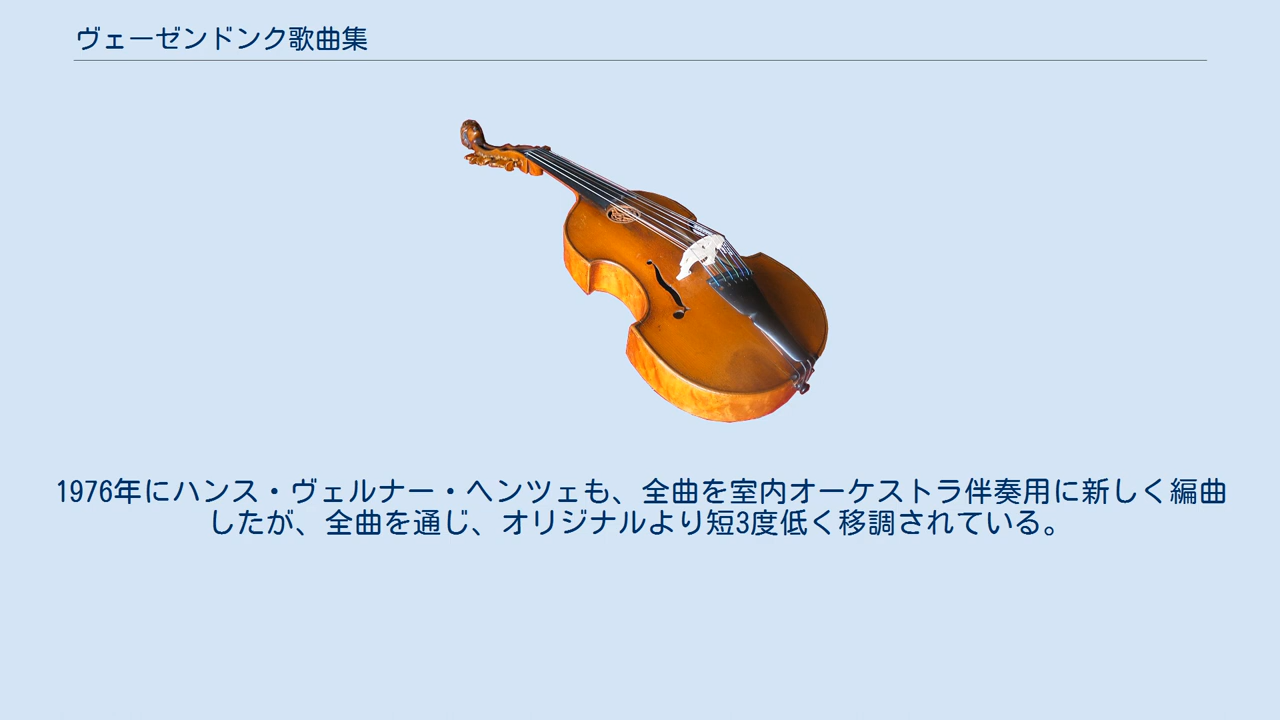 ヴェーゼンドンク歌曲集
1976年にハンス・ヴェルナー・ヘンツェも、全曲を室内オーケストラ伴奏用に新しく編曲
したが、全曲を通じ、オリジナルより短3度低く移調されている。